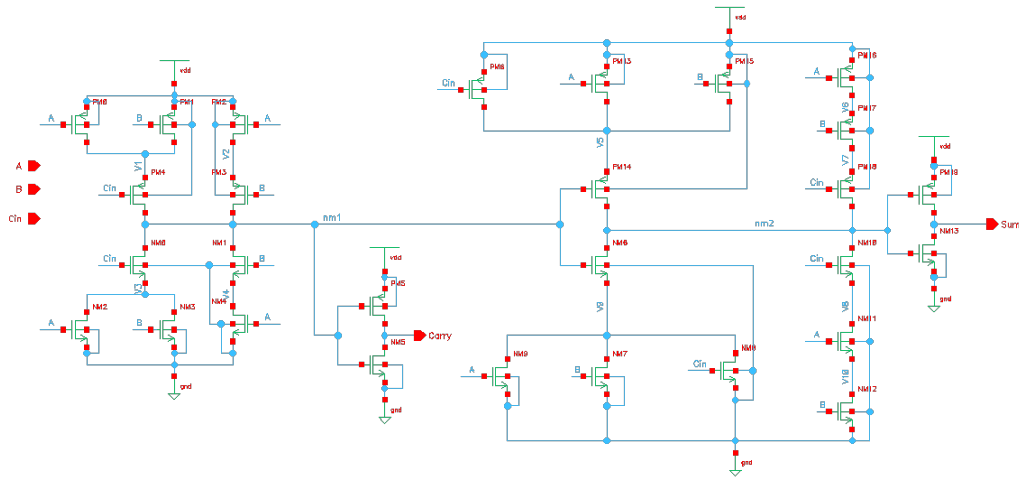 vdd
vdd
PM6
PM13
PM15
PM16
Cin
A
B
A
vdd
V6
PM0
PM1
PM2
PM17
A
B
A
B
vdd
V5
A
V1
V2
V7
PM4
PM3
PM14
PM18
PM19
B
Cin
B
Cin
Cin
nm1
nm2
Sum
NM0
NM1
NM6
NM10
NM13
Cin
B
vdd
Cin
V3
V4
PM5
V9
V8
gnd
NM2
NM3
NM4
NM11
A
B
A
Carry
NM5
A
NM9
NM7
NM8
Cin
A
B
V10
gnd
NM12
B
gnd
gnd